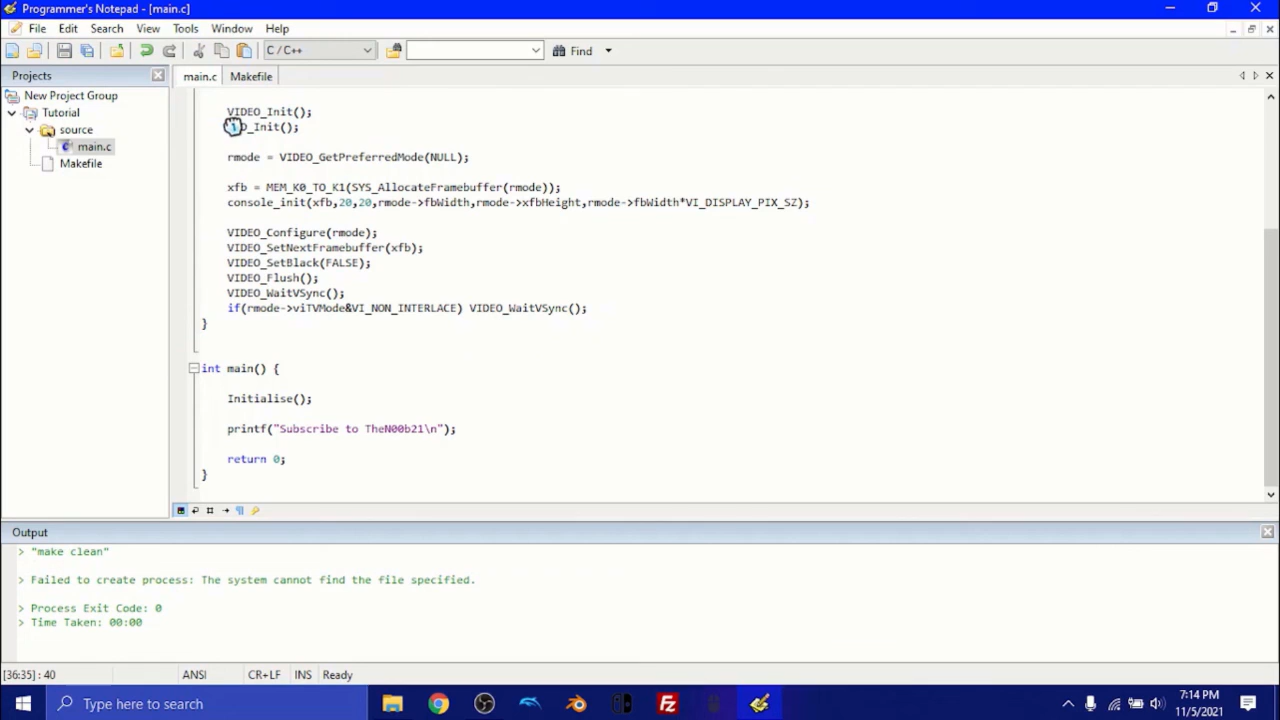 Programmer's Notepad - [main.c]
File Edit Search View Tools Window Help
C / C++ Find
Projects
main.c Makefile
New Project Group
Tutorial
source
main.c
Makefile
VIDEO_Init();
D_Init();
rmode = VIDEO_GetPreferredMode(NULL);
xfb = MEM_K0_TO_K1(SYS_AllocateFramebuffer(rmode));
console_init(xfb,20,20,rmode->fbWidth,rmode->xfbHeight,rmode->fbWidth*VI_DISPLAY_PIX_SZ);
VIDEO_Configure(rmode);
VIDEO_SetNextFramebuffer(xfb);
VIDEO_SetBlack(FALSE);
VIDEO_Flush();
VIDEO_WaitVSync();
if(rmode->viTVMode&VI_NON_INTERLACE) VIDEO_WaitVSync();
}
int main() {
Initialise();
printf("Subscribe to TheN00b21\n");
return 0;
}
Output
> "make clean"
> Failed to create process: The system cannot find the file specified.
> Process Exit Code: 0
> Time Taken: 00:00
[36:35] : 40 ANSI CR+LF INS Ready
Type here to search
7:14 PM
11/5/2021